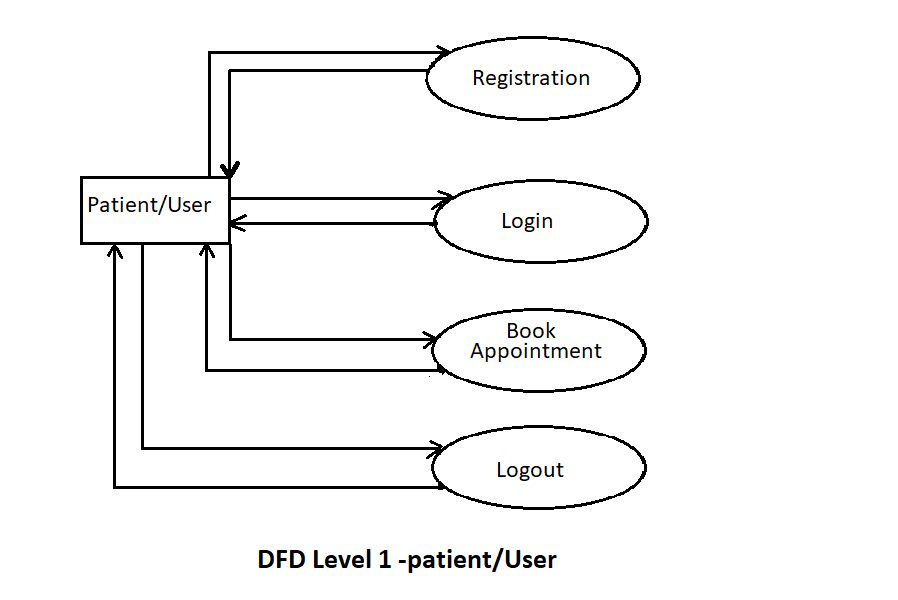 Registration
Patient/User
Login
Book
Appointment
Logout
DFD Level 1 -patient/User